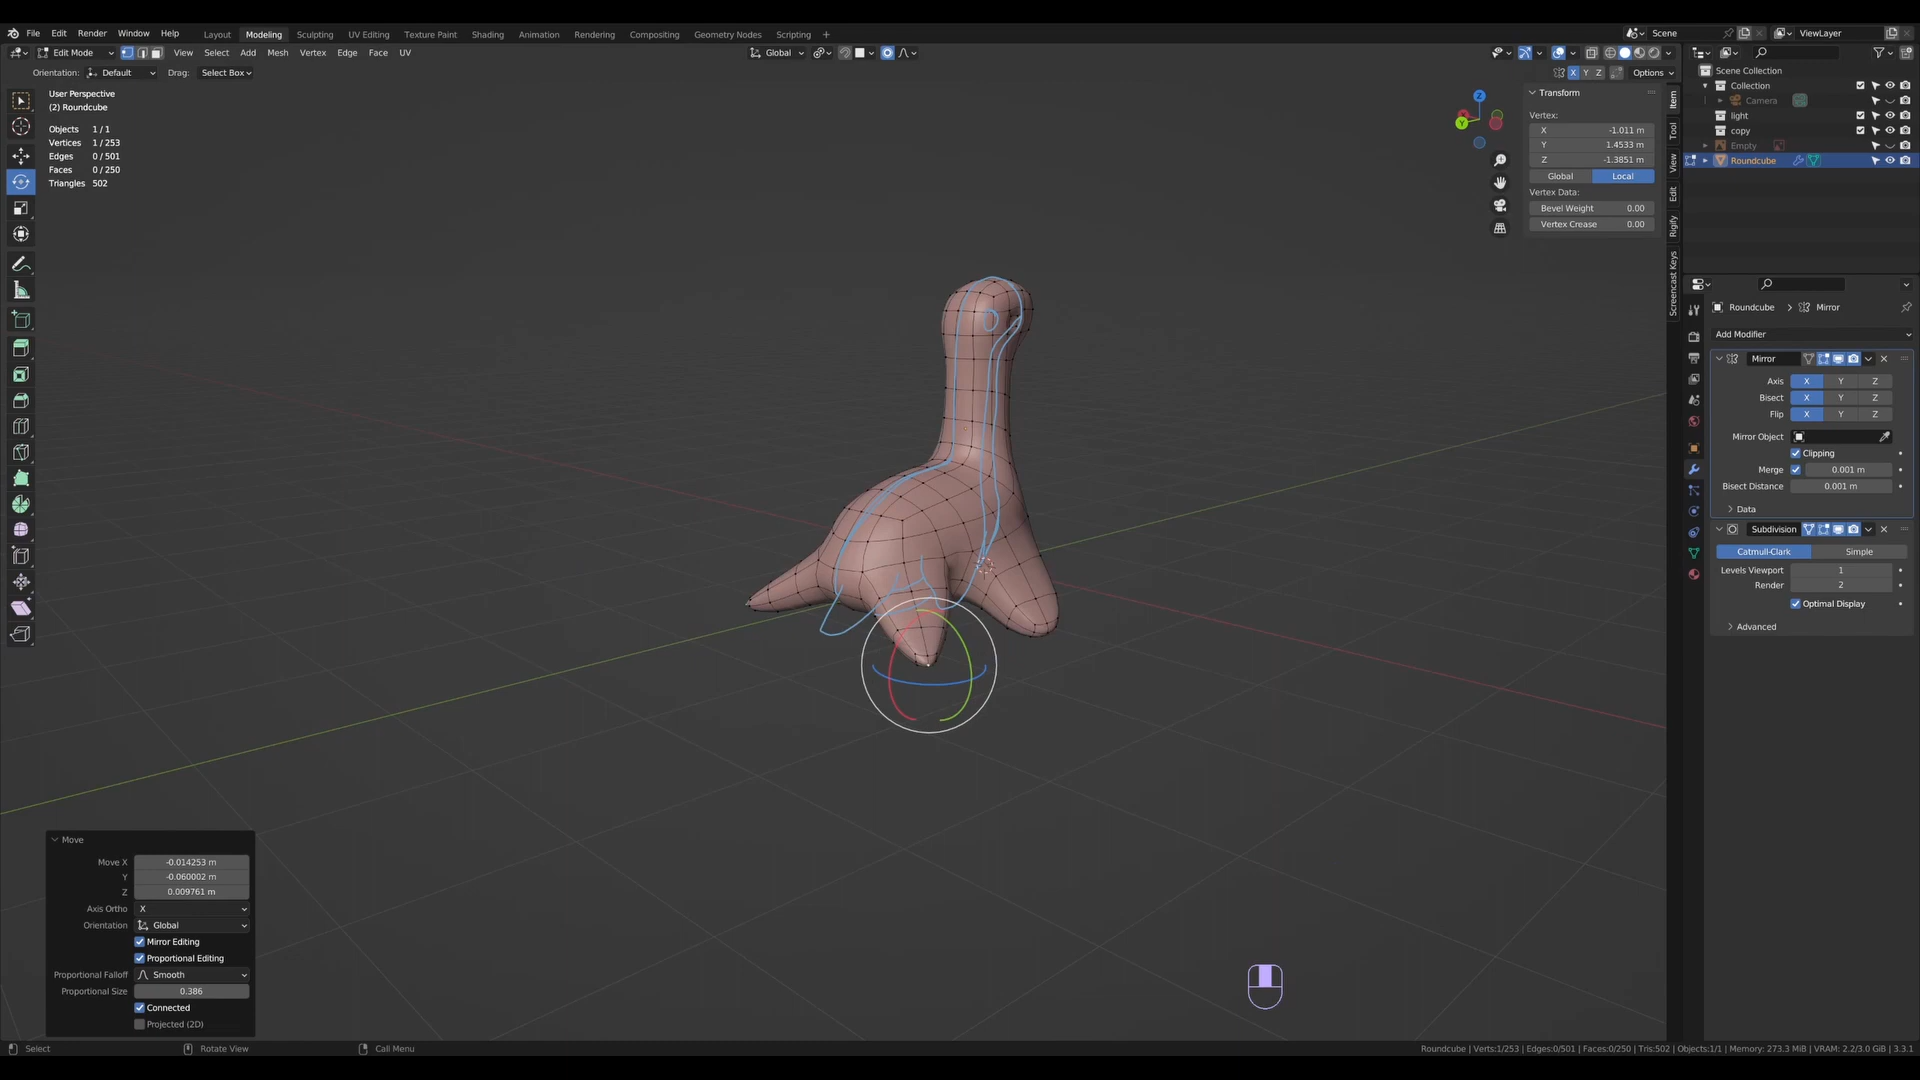 File Edit Render Window Help Layout Modeling Sculpting UV Editing Texture Paint Shading Animation Rendering Compositing Geometry Nodes Scripting + Scene ViewLayer
Edit Mode View Select Add Mesh Vertex Edge Face UV Global
Orientation: Default Drag: Select Box X Y Z Options
User Perspective
(2) Roundcube
Objects 1 / 1
Vertices 1 / 253
Edges 0 / 501
Faces 0 / 250
Triangles 502
Z
Y
Transform
Vertex:
X -1.011 m
Y 1.4533 m
Z -1.3851 m
Global Local
Vertex Data:
Bevel Weight 0.00
Vertex Crease 0.00
Item
Tool
View
Edit
Rigify
Screencast Keys
Scene Collection
Collection
Camera
light
copy
Empty
Roundcube
Roundcube > Mirror
Add Modifier
Mirror
Axis X Y Z
Bisect X Y Z
Flip X Y Z
Mirror Object
Clipping
Merge 0.001 m
Bisect Distance 0.001 m
Data
Subdivision
Catmull-Clark Simple
Levels Viewport 1
Render 2
Optimal Display
Advanced
Move
Move X -0.014253 m
Y -0.060002 m
Z 0.009761 m
Axis Ortho X
Orientation Global
Mirror Editing
Proportional Editing
Proportional Falloff Smooth
Proportional Size 0.386
Connected
Projected (2D)
Select Rotate View Call Menu Roundcube | Verts:1/253 | Edges:0/501 | Faces:0/250 | Tris:502 | Objects:1/1 | Memory: 273.3 MiB | VRAM: 2.2/3.0 GiB | 3.3.1